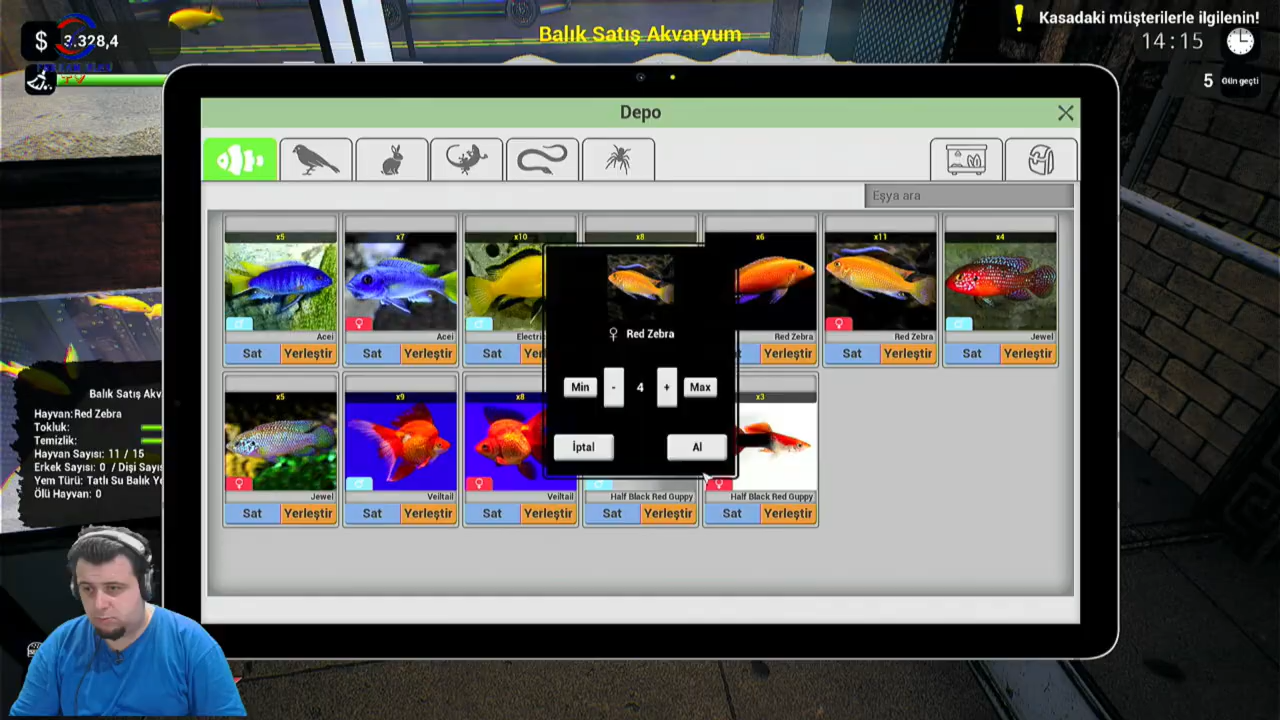 $ 3.328,4
Balık Satış Akvaryum
Kasadaki müşterilerle ilgilenin!
14:15
5 Gün geçti
Depo
Eşya ara
x5 x7 x10 x8 x6 x11 x4
♀ Red Zebra
Acei Acei Electri Red Zebra Red Zebra Jewel
Sat Yerleştir Sat Yerleştir Sat Yer Yerleştir Sat Yerleştir Sat Yerleştir
Min - 4 + Max
İptal Al
x5 x9 x8 x3
Jewel Veiltail Veiltail Half Black Red Guppy Half Black Red Guppy
Sat Yerleştir Sat Yerleştir Sat Yerleştir Sat Yerleştir Sat Yerleştir
Balık Satış Akv
Hayvan:Red Zebra
Tokluk:
Temizlik:
Hayvan Sayısı: 11 / 15
Erkek Sayısı: 0 / Dişi Sayıs
Yem Türü: Tatlı Su Balık Y
Ölü Hayvan: 0